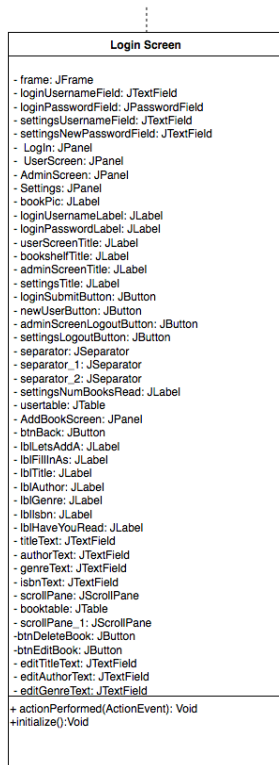 Login Screen
- frame: JFrame
- loginUsernameField: JTextField
- loginPasswordField: JPasswordField
- settingsUsernameField: JTextField
- settingsNewPasswordField: JTextField
- LogIn: JPanel
- UserScreen: JPanel
- AdminScreen: JPanel
- Settings: JPanel
- bookPic: JLabel
- loginUsernameLabel: JLabel
- loginPasswordLabel: JLabel
- userScreenTitle: JLabel
- bookshelfTitle: JLabel
- adminScreenTitle: JLabel
- settingsTitle: JLabel
- loginSubmitButton: JButton
- newUserButton: JButton
- adminScreenLogoutButton: JButton
- settingsLogoutButton: JButton
- separator: JSeparator
- separator_1: JSeparator
- separator_2: JSeparator
- settingsNumBooksRead: JLabel
- usertable: JTable
- AddBookScreen: JPanel
- btnBack: JButton
- lblLetsAddA: JLabel
- lblFillInAs: JLabel
- lblTitle: JLabel
- lblAuthor: JLabel
- lblGenre: JLabel
- lblIsbn: JLabel
- lblHaveYouRead: JLabel
- titleText: JTextField
- authorText: JTextField
- genreText: JTextField
- isbnText: JTextField
- scrollPane: JScrollPane
- booktable: JTable
- scrollPane_1: JScrollPane
-btnDeleteBook: JButton
-btnEditBook: JButton
- editTitleText: JTextField
- editAuthorText: JTextField
- editGenreText: JTextField
+ actionPerformed(ActionEvent): Void
+initialize():Void